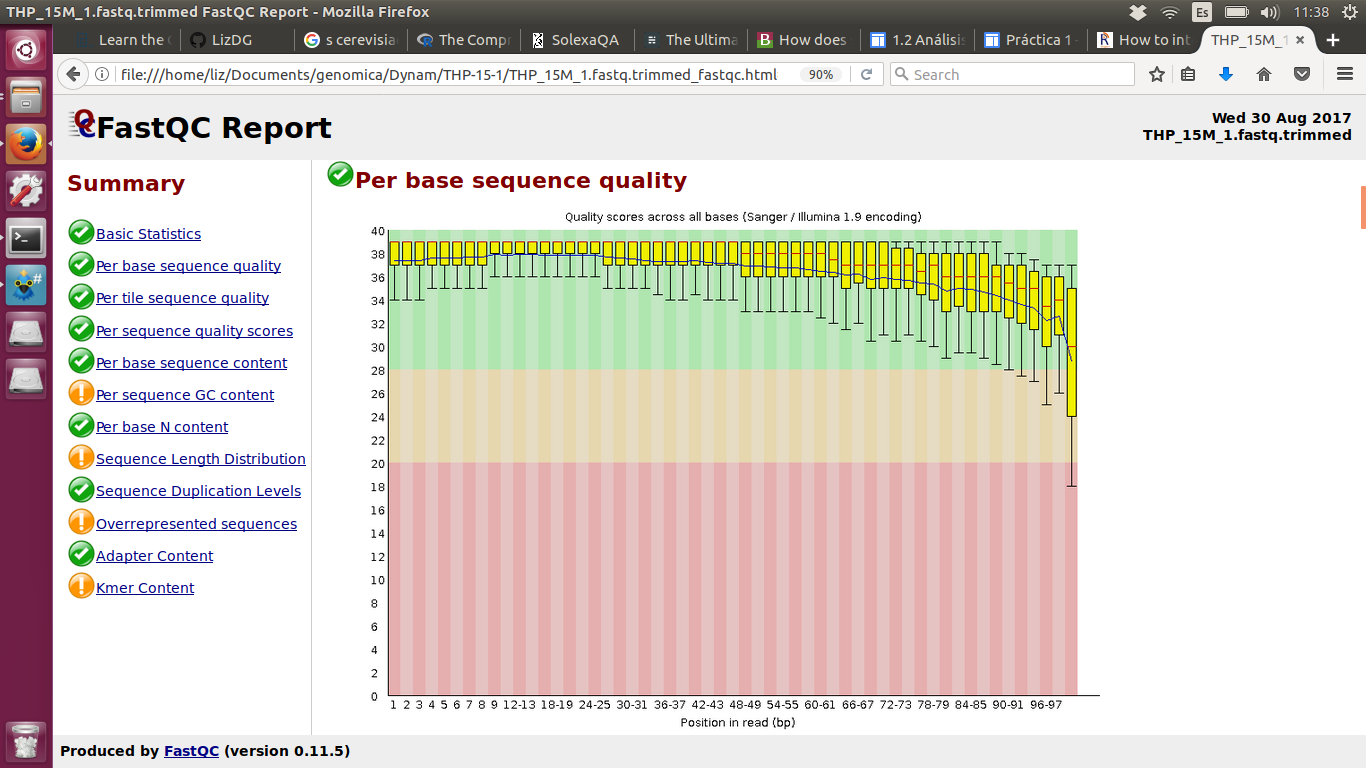 THP_15M_1.fastq.trimmed FastQC Report - Mozilla Firefox
Es 11:38
Learn the LizDG s cerevisia The Comp SolexaQA The Ultima How does 1.2 Análisi Práctica 1 - How to int THP_15M_1
file:///home/liz/Documents/genomica/Dynam/THP-15-1/THP_15M_1.fastq.trimmed_fastqc.html 90% Search
FastQC Report
Wed 30 Aug 2017
THP_15M_1.fastq.trimmed
Summary
Basic Statistics
Per base sequence quality
Per tile sequence quality
Per sequence quality scores
Per base sequence content
Per sequence GC content
Per base N content
Sequence Length Distribution
Sequence Duplication Levels
Overrepresented sequences
Adapter Content
Kmer Content
Per base sequence quality
Quality scores across all bases (Sanger / Illumina 1.9 encoding)
40
38
36
34
32
30
28
26
24
22
20
18
16
14
12
10
8
6
4
2
0
1 2 3 4 5 6 7 8 9 12-13 18-19 24-25 30-31 36-37 42-43 48-49 54-55 60-61 66-67 72-73 78-79 84-85 90-91 96-97
Position in read (bp)
Produced by FastQC (version 0.11.5)